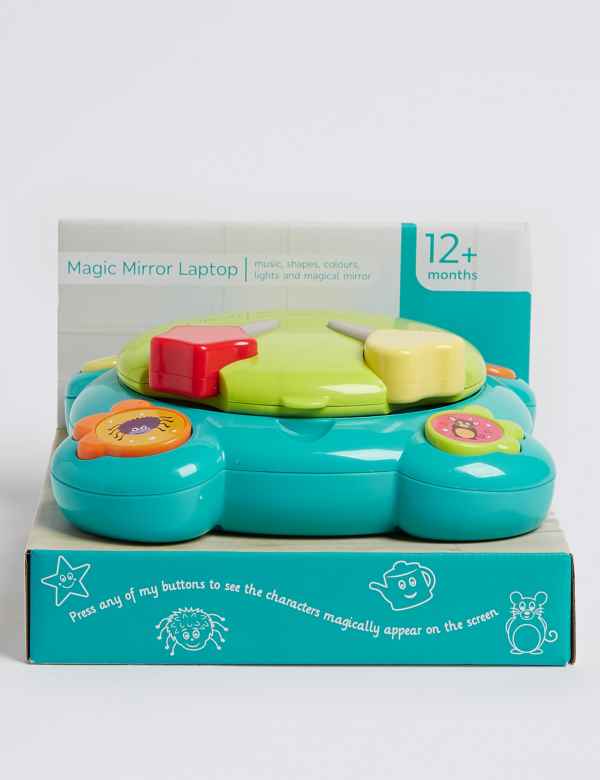 Magic Mirror Laptop
music, shapes, colours,
lights and magical mirror
12+
months
Press any of my buttons to see the characters magically appear on the screen